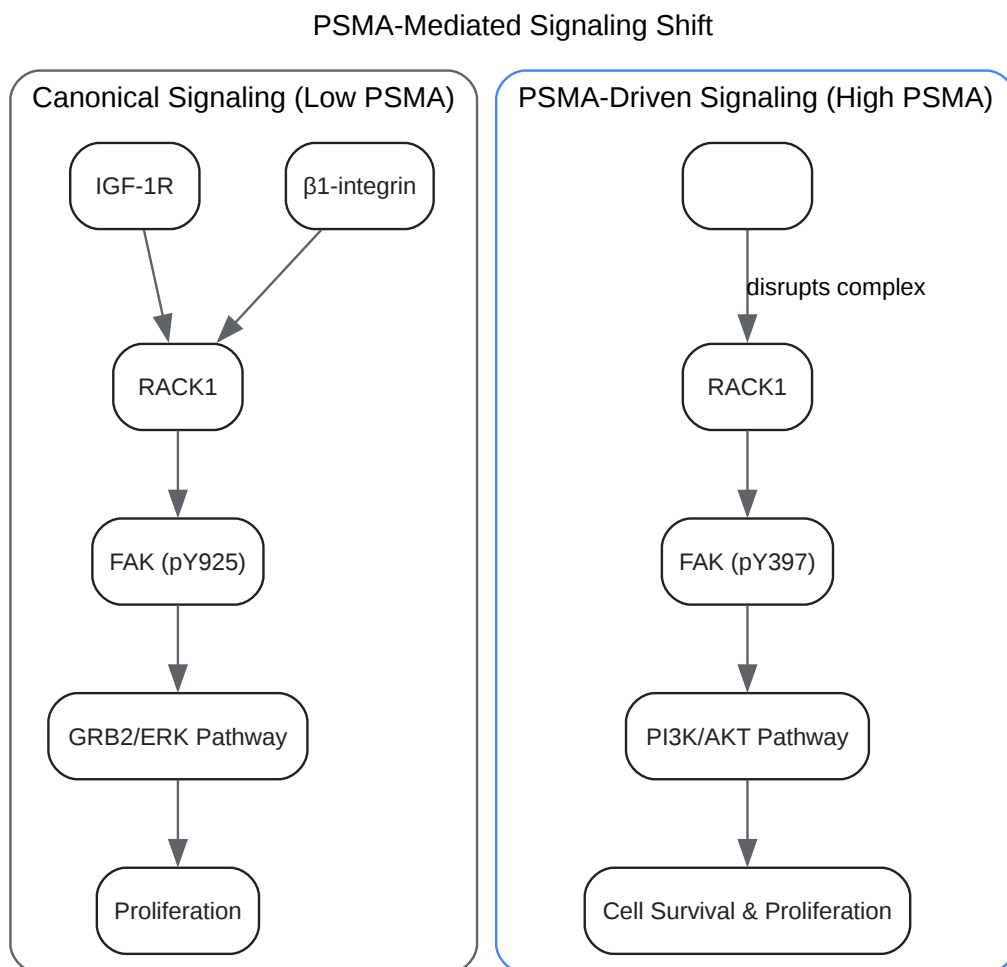 PSMA-Mediated Signaling Shift
Canonical Signaling (Low PSMA)
IGF-1R
β1-integrin
RACK1
FAK (pY925)
GRB2/ERK Pathway
Proliferation
PSMA-Driven Signaling (High PSMA)
disrupts complex
RACK1
FAK (pY397)
PI3K/AKT Pathway
Cell Survival & Proliferation